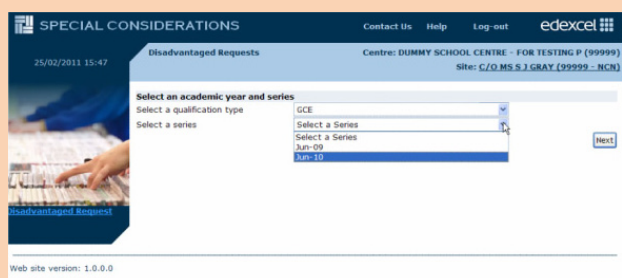 SPECIAL CONSIDERATIONS
Contact Us Help Log-out edexcel
25/02/2011 15:47
Disadvantaged Requests
Centre: DUMMY SCHOOL CENTRE - FOR TESTING P (99999)
Site: C/O MS S J GRAY (99999 - NCN)
Select an academic year and series
Select a qualification type GCE
Select a series Select a Series
Select a Series
Jun-09
Jun-10
Next
Disadvantaged Request
Web site version: 1.0.0.0